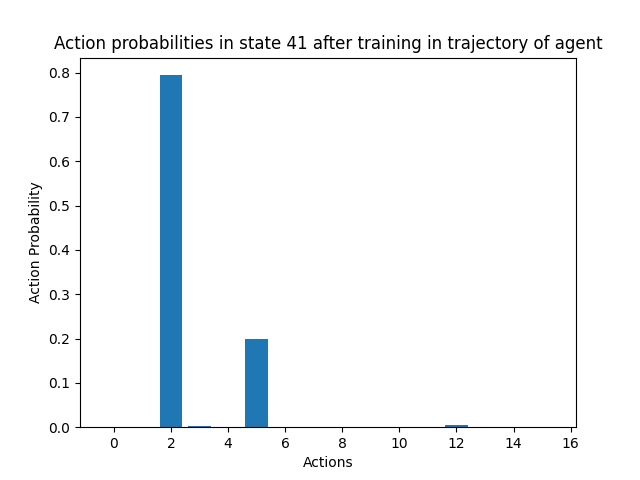 Action probabilities in state 41 after training in trajectory of agent
Action Probability
0.8
0.7
0.6
0.5
0.4
0.3
0.2
0.1
0.0
0 2 4 6 8 10 12 14 16
Actions